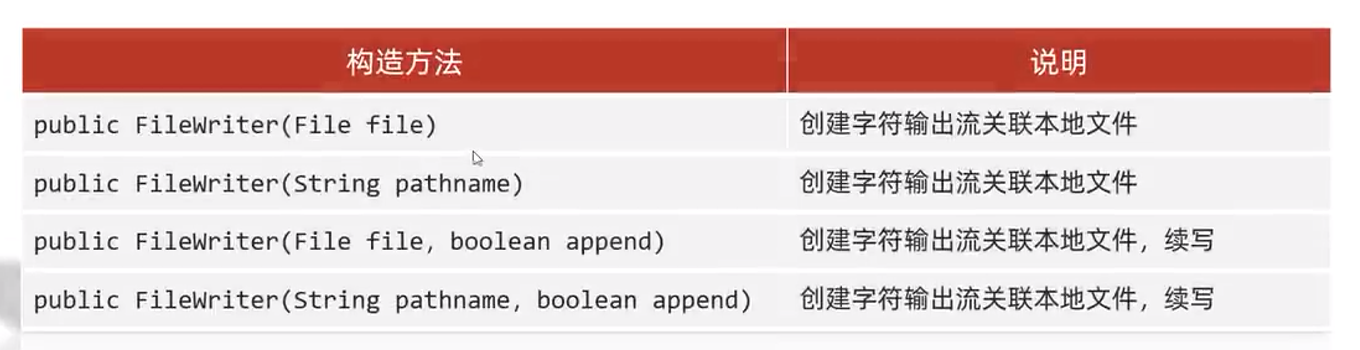 构造方法 说明
public FileWriter(File file) 创建字符输出流关联本地文件
public FileWriter(String pathname) 创建字符输出流关联本地文件
public FileWriter(File file, boolean append) 创建字符输出流关联本地文件，续写
public FileWriter(String pathname, boolean append) 创建字符输出流关联本地文件，续写